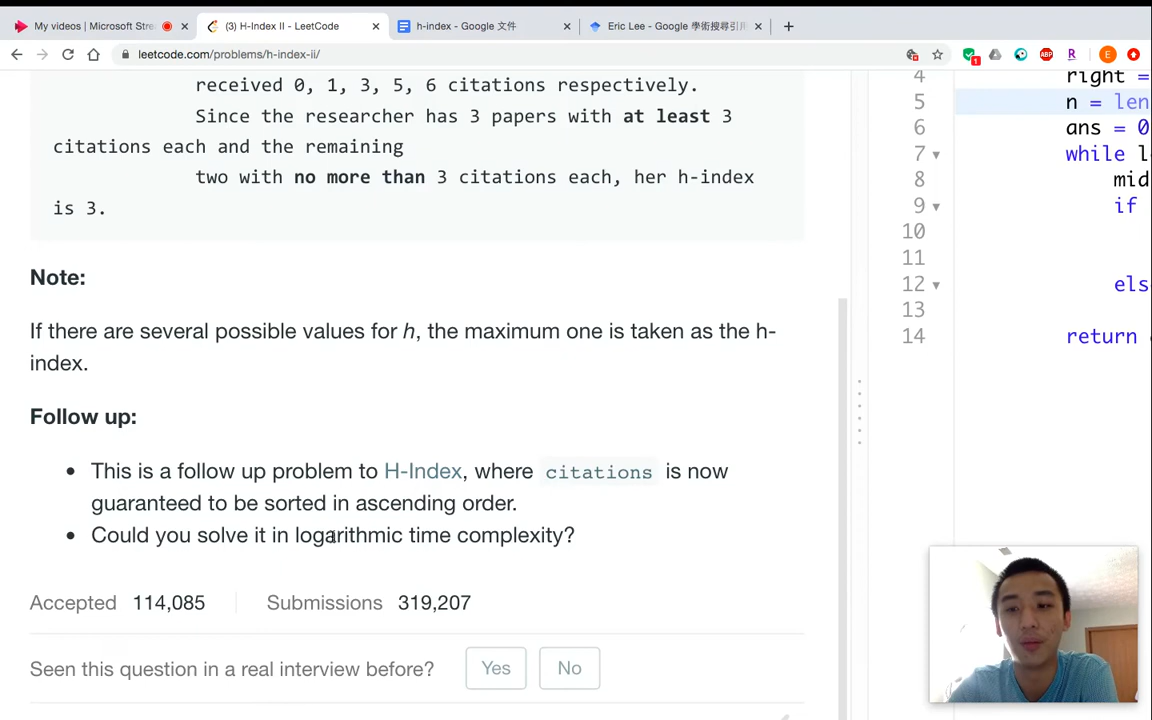 My videos | Microsoft Stre
(3) H-Index II - LeetCode
h-index - Google 文件
Eric Lee - Google 學術搜尋引用
leetcode.com/problems/h-index-ii/
received 0, 1, 3, 5, 6 citations respectively.
Since the researcher has 3 papers with at least 3
citations each and the remaining
two with no more than 3 citations each, her h-index
is 3.
Note:
If there are several possible values for h, the maximum one is taken as the h-
index.
Follow up:
This is a follow up problem to H-Index, where citations is now
guaranteed to be sorted in ascending order.
Could you solve it in logarithmic time complexity?
Accepted 114,085 Submissions 319,207
Seen this question in a real interview before? Yes No
4 right =
5 n = len
6 ans = 0
7 while l
8 mid
9 if
10
11
12 els
13
14 return